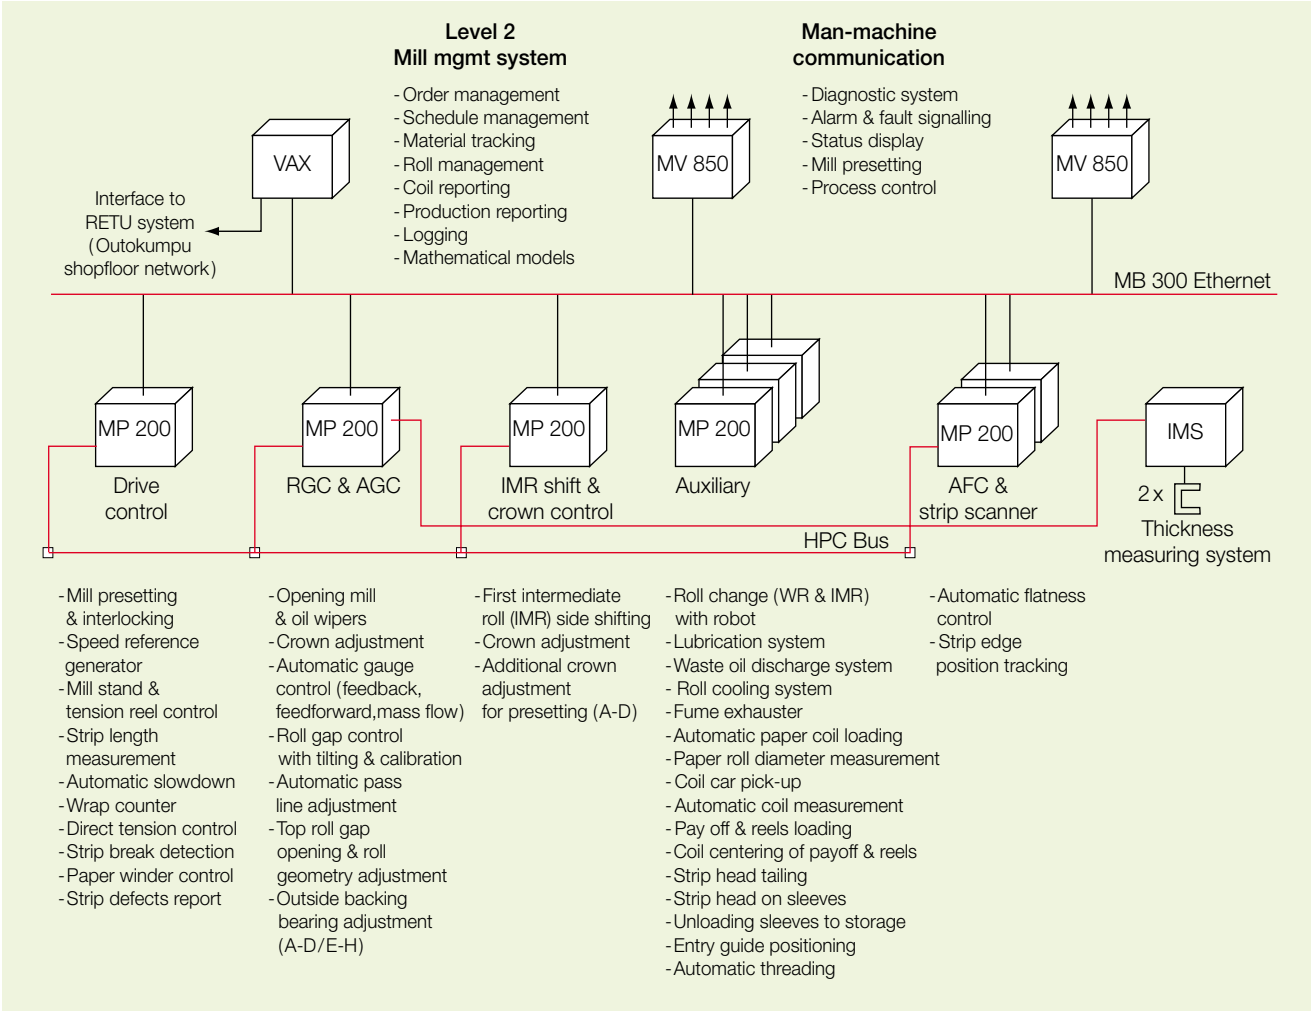 Level 2
Mill mgmt system
- Order management
- Schedule management
- Material tracking
- Roll management
- Coil reporting
- Production reporting
- Logging
- Mathematical models
Man-machine
communication
- Diagnostic system
- Alarm & fault signalling
- Status display
- Mill presetting
- Process control
VAX
MV 850
MV 850
Interface to
RETU system
(Outokumpu
shopfloor network)
MB 300 Ethernet
MP 200
Drive
control
MP 200
RGC & AGC
MP 200
IMR shift &
crown control
MP 200
Auxiliary
MP 200
AFC &
strip scanner
IMS
2 x
Thickness
measuring system
HPC Bus
- Mill presetting
& interlocking
- Speed reference
generator
- Mill stand &
tension reel control
- Strip length
measurement
- Automatic slowdown
- Wrap counter
- Direct tension control
- Strip break detection
- Paper winder control
- Strip defects report
- Opening mill
& oil wipers
- Crown adjustment
- Automatic gauge
control (feedback,
feedforward,mass flow)
- Roll gap control
with tilting & calibration
- Automatic pass
line adjustment
- Top roll gap
opening & roll
geometry adjustment
- Outside backing
bearing adjustment
(A-D/E-H)
- First intermediate
roll (IMR) side shifting
- Crown adjustment
- Additional crown
adjustment
for presetting (A-D)
- Roll change (WR & IMR)
with robot
- Lubrication system
- Waste oil discharge system
- Roll cooling system
- Fume exhauster
- Automatic paper coil loading
- Paper roll diameter measurement
- Coil car pick-up
- Automatic coil measurement
- Pay off & reels loading
- Coil centering of payoff & reels
- Strip head tailing
- Strip head on sleeves
- Unloading sleeves to storage
- Entry guide positioning
- Automatic threading
- Automatic flatness
control
- Strip edge
position tracking